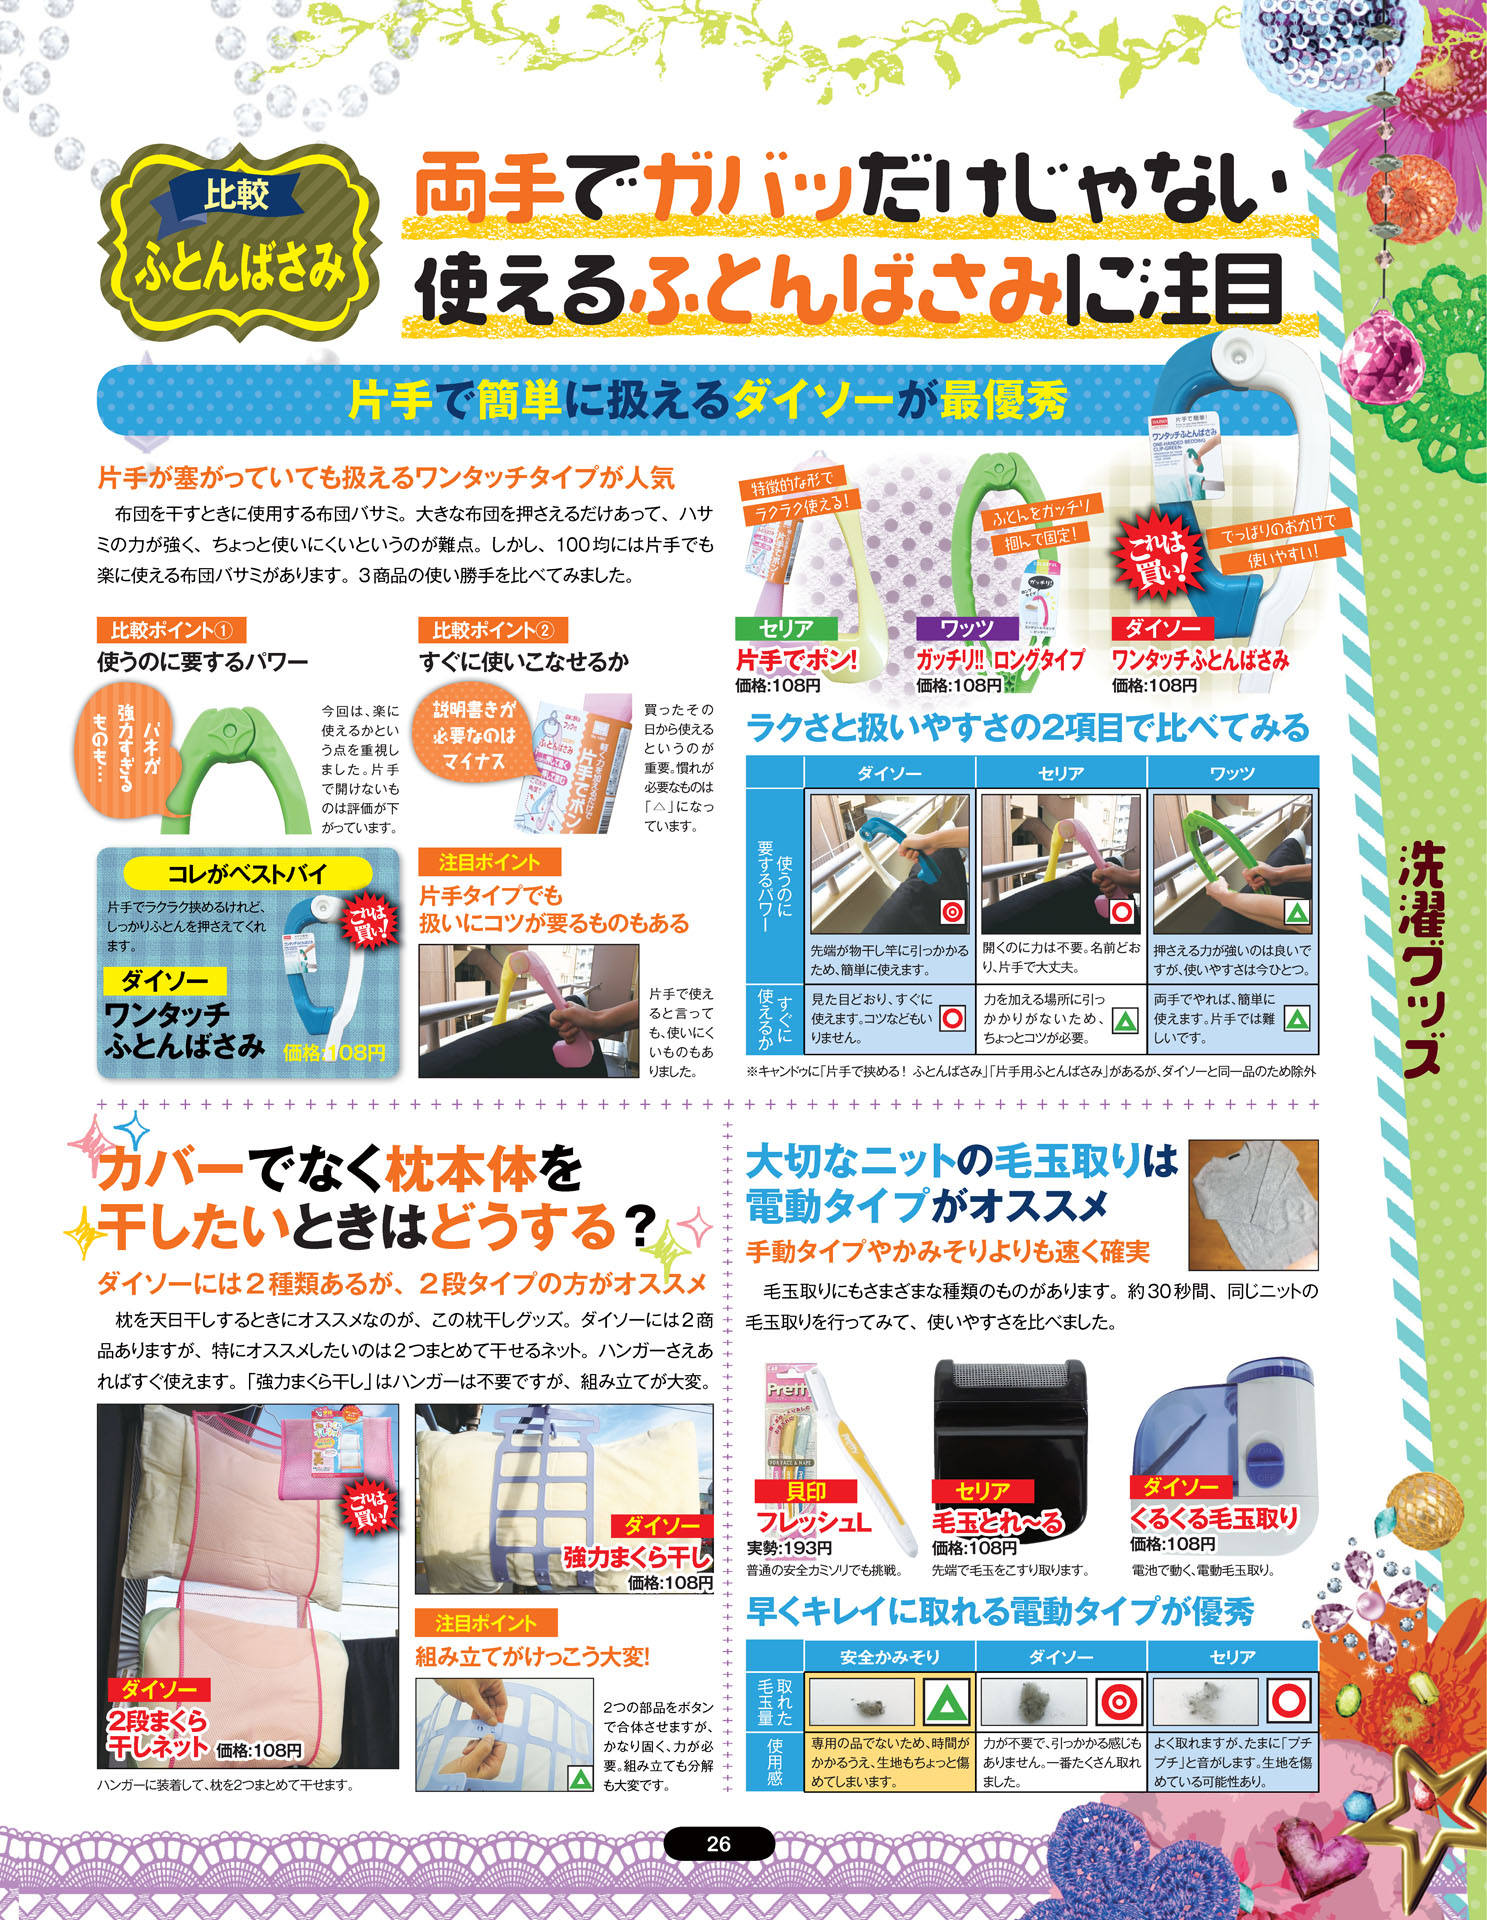 比較
ふとんばさみ
両手でガバッだけじゃない
使えるふとんばさみに注目
片手で簡単に扱えるダイソーが最優秀
片手が塞がっていても扱えるワンタッチタイプが人気
布団を干すときに使用する布団バサミ。大きな布団を押さえるだけあって、ハサ
ミの力が強く、ちょっと使いにくいというのが難点。しかし、100均には片手でも
楽に使える布団バサミがあります。3商品の使い勝手を比べてみました。
比較ポイント①
使うのに要するパワー
バネが
強力すぎる
ものも…
今回は、楽に
使えるかとい
う点を重視し
ました。片手
で開けないも
のは評価が下
がっています。
比較ポイント②
すぐに使いこなせるか
説明書きが
必要なのは
マイナス
片手でポン
買ったその
日から使える
というのが
重要。慣れが
必要なものは
「△」になっ
ています。
コレがベストバイ
片手でラクラク挟めるけれど、
しっかりふとんを押さえてくれ
ます。
これは
買い!
ダイソー
ワンタッチ
ふとんばさみ
価格:108円
注目ポイント
片手タイプでも
扱いにコツが要るものもある
片手で使え
ると言って
も、使いにく
いものもあ
りました。
特徴的な形で
ラクラク使える!
セリア
片手でポン!
価格:108円
ふとんをガッチリ
掴んで固定!
ワッツ
ガッチリ!! ロングタイプ
価格:108円
片手で簡単!
ワンタッチふとんばさみ
これは
買い!
でっぱりのおかげで
使いやすい!
ダイソー
ワンタッチふとんばさみ
価格:108円
ラクさと扱いやすさの2項目で比べてみる
ダイソー
セリア
ワッツ
使うのに
要するパワー
先端が物干し竿に引っかかる
ため、簡単に使えます。
開くのに力は不要。名前どお
り、片手で大丈夫。
押さえる力が強いのは良いで
すが、使いやすさは今ひとつ。
すぐに
使えるか
見た目どおり、すぐに
使えます。コツなどもい
りません。
力を加える場所に引っ
かかりがないため、
ちょっとコツが必要。
両手でやれば、簡単に
使えます。片手では難
しいです。
※キャンドゥに「片手で挟める! ふとんばさみ」「片手用ふとんばさみ」があるが、ダイソーと同一品のため除外
洗濯グッズ
カバーでなく枕本体を
干したいときはどうする?
ダイソーには2種類あるが、2段タイプの方がオススメ
枕を天日干しするときにオススメなのが、この枕干しグッズ。ダイソーには2商
品ありますが、特にオススメしたいのは2つまとめて干せるネット。ハンガーさえあ
ればすぐ使えます。「強力まくら干し」はハンガーは不要ですが、組み立てが大変。
これは
買い!
ダイソー
2段まくら
干しネット 価格:108円
ハンガーに装着して、枕を2つまとめて干せます。
ダイソー
強力まくら干し
価格:108円
注目ポイント
組み立てがけっこう大変!
2つの部品をボタン
で合体させますが、
かなり固く、力が必
要。組み立ても分解
も大変です。
大切なニットの毛玉取りは
電動タイプがオススメ
手動タイプやかみそりよりも速く確実
毛玉取りにもさまざまな種類のものがあります。約30秒間、同じニットの
毛玉取りを行ってみて、使いやすさを比べました。
Prett
FOR FACE & NAPE
貝印
フレッシュL
実勢:193円
普通の安全カミソリでも挑戦。
セリア
毛玉とれ〜る
価格:108円
先端で毛玉をこすり取ります。
ON
OFF
ダイソー
くるくる毛玉取り
価格:108円
電池で動く、電動毛玉取り。
早くキレイに取れる電動タイプが優秀
安全かみそり
ダイソー
セリア
取れた
毛玉量
使用感
専用の品でないため、時間が
かかるうえ、生地もちょっと傷
めてしまいます。
力が不要で、引っかかる感じも
ありません。一番たくさん取れ
ました。
よく取れますが、たまに「プチ
プチ」と音がします。生地を傷
めている可能性あり。
26